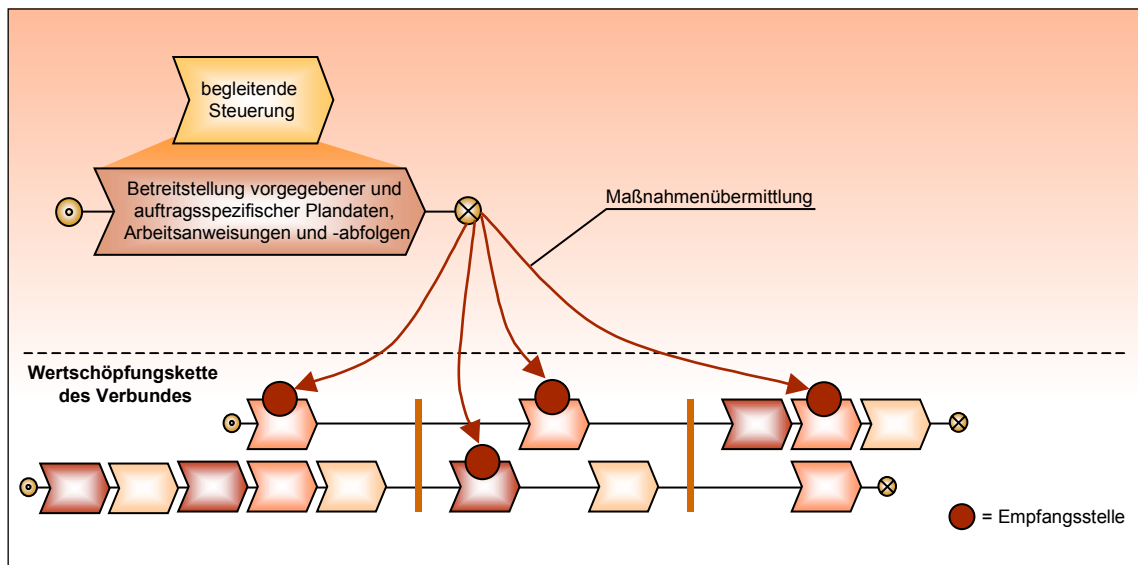 begleitende
Steuerung
Betreitstellung vorgegebener und
auftragsspezifischer Plandaten,
Arbeitsanweisungen und -abfolgen
Maßnahmenübermittlung
Wertschöpfungskette
des Verbundes
= Empfangsstelle